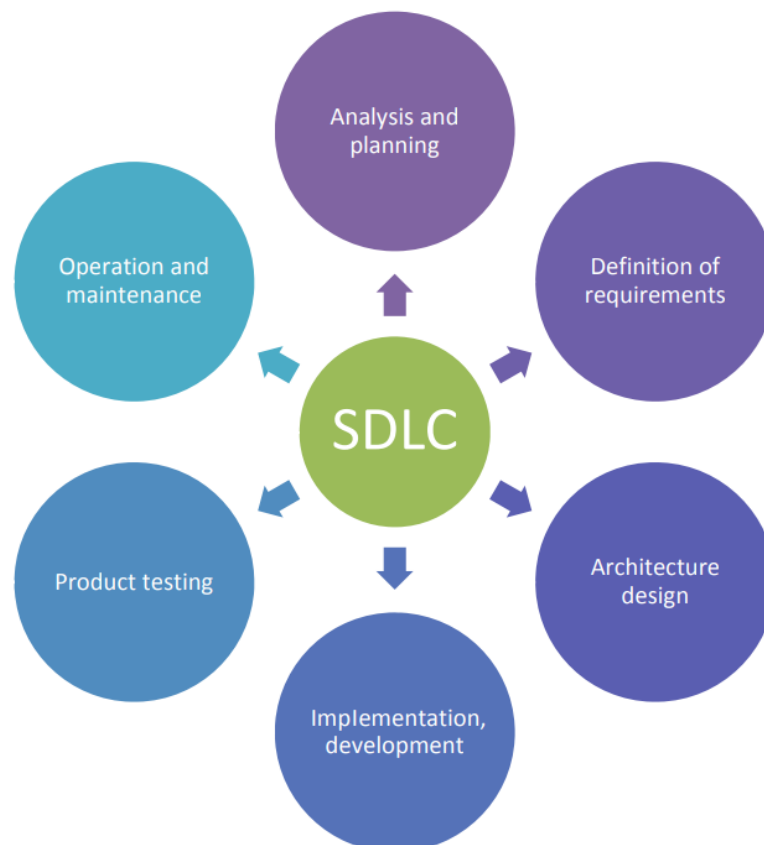 Analysis and
planning
Definition of
requirements
Architecture
design
Implementation,
development
Product testing
Operation and
maintenance
SDLC